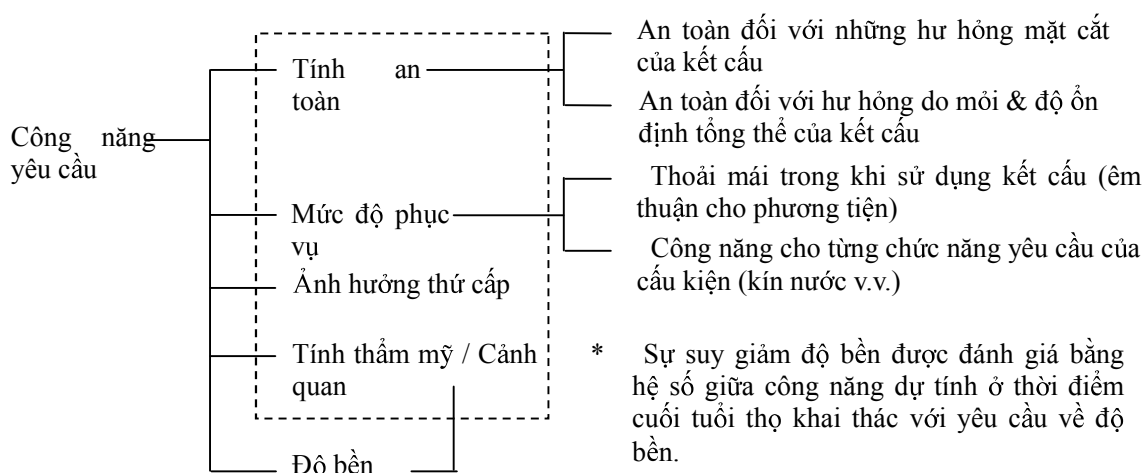 Công năng
yêu cầu
Tính an
toàn
An toàn đối với những hư hỏng mặt cắt
của kết cấu
An toàn đối với hư hỏng do mỏi & độ ổn
định tổng thể của kết cấu
Mức độ phục
vụ
Thoải mái trong khi sử dụng kết cấu (êm
thuận cho phương tiện)
Công năng cho từng chức năng yêu cầu của
cấu kiện (kín nước v.v.)
Ảnh hưởng thứ cấp
Tính thẩm mỹ / Cảnh
quan
Độ bền
* Sự suy giảm độ bền được đánh giá bằng
hệ số giữa công năng dự tính ở thời điểm
cuối tuổi thọ khai thác với yêu cầu về độ
bền.